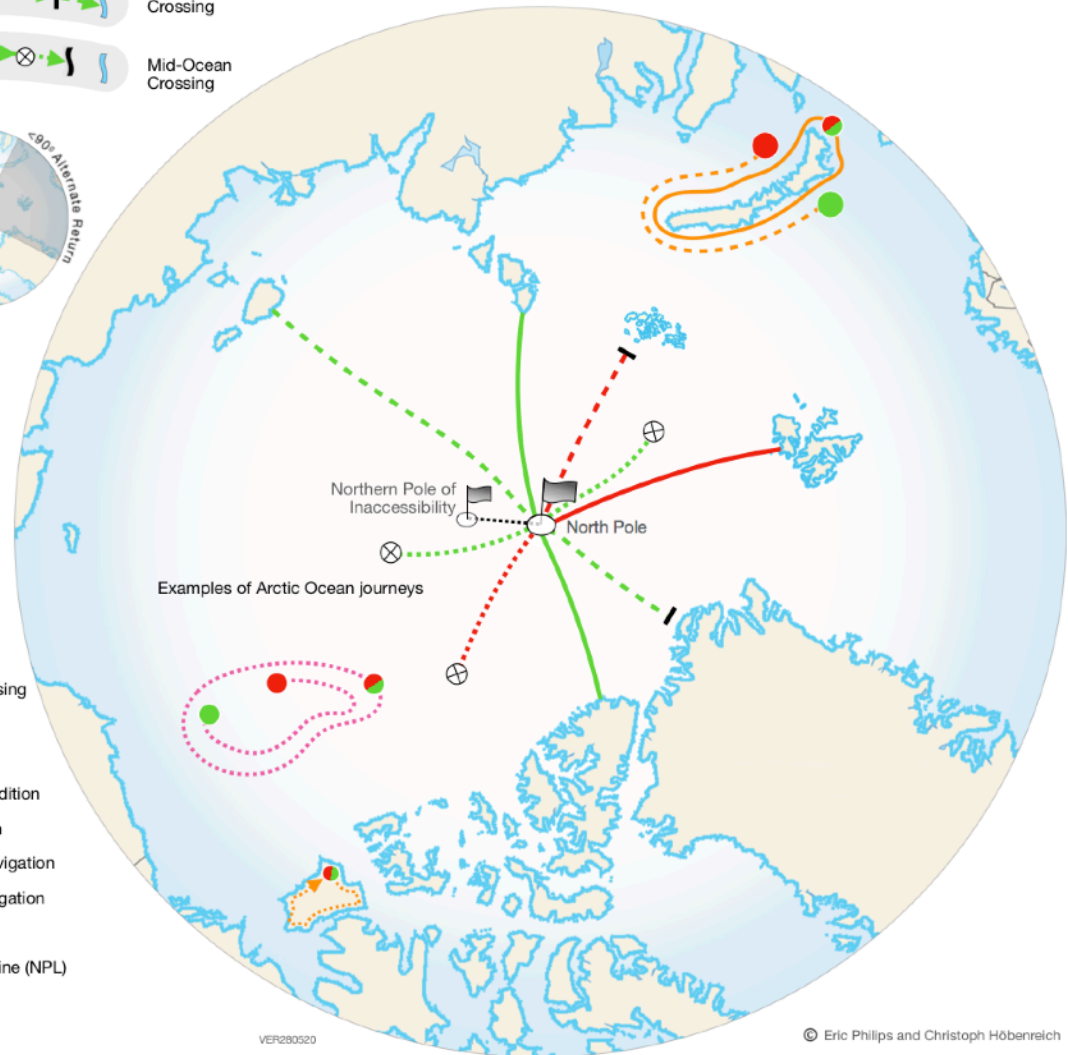 Crossing
Mid-Ocean
Crossing
<90º Alternate Return
Northern Pole of
Inaccessibility
North Pole
Examples of Arctic Ocean journeys
sing
dition
vigation
gation
ine (NPL)
VER280520
© Eric Philips and Christoph Höbenreich